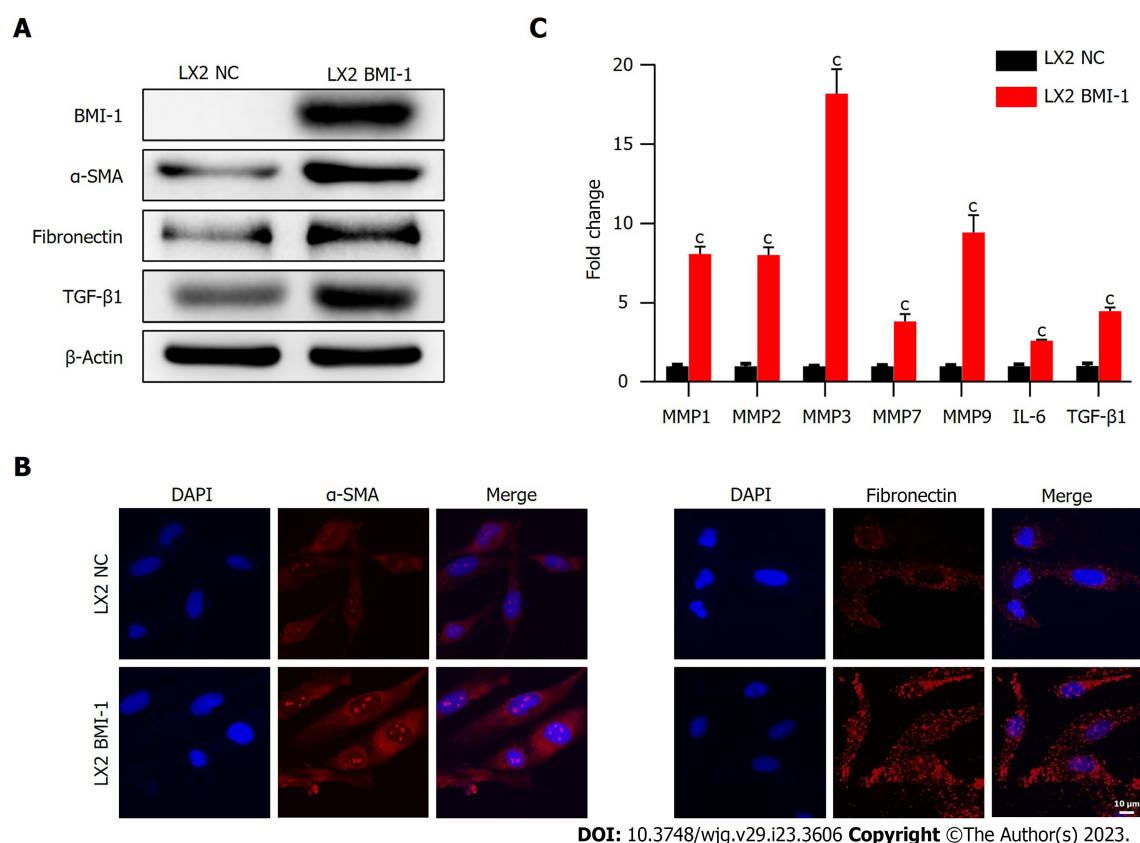 A
LX2 NC LX2 BMI-1
BMI-1
α-SMA
Fibronectin
TGF-β1
β-Actin
C
LX2 NC
LX2 BMI-1
Fold change
20
15
10
5
0
c c c c c c c
MMP1 MMP2 MMP3 MMP7 MMP9 IL-6 TGF-β1
B
DAPI α-SMA Merge
LX2 NC
LX2 BMI-1
DAPI Fibronectin Merge
10 μm
DOI: 10.3748/wjg.v29.i23.3606 Copyright ©The Author(s) 2023.